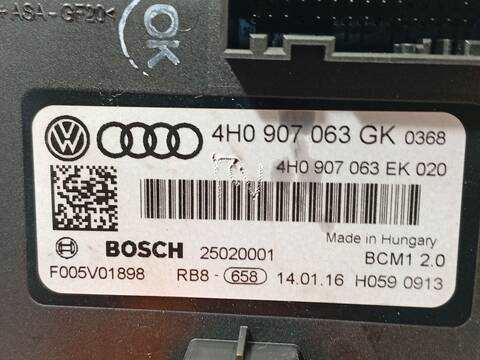 >ASA-GF20<
OK
4H0 907 063 GK 0368
4H0 907 063 EK 020
BOSCH 25020001
Made in Hungary
BCM1 2.0
F005V01898 RB8-658 14.01.16 H059 0913